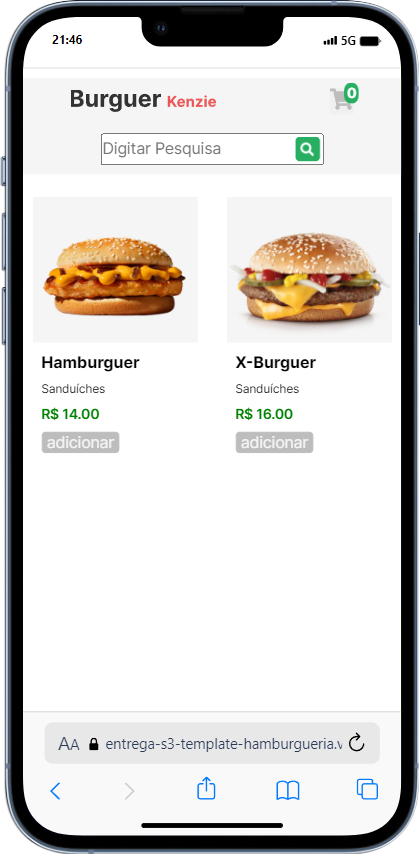 21:46 5G
Burguer Kenzie 0
Digitar Pesquisa
Hamburguer X-Burguer
Sanduíches Sanduíches
R$ 14.00 R$ 16.00
adicionar adicionar
AA entrega-s3-template-hamburgueria.v